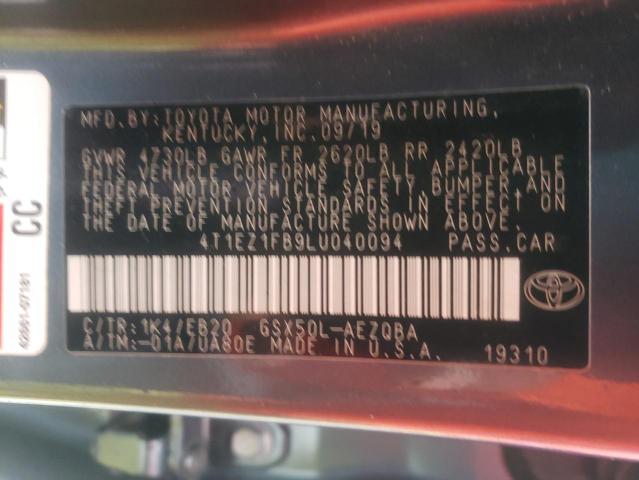 MFD.BY:TOYOTA MOTOR MANUFACTURING,
KENTUCKY, INC.09/19
GVWR 4730LB GAWR FR 2620LB RR 2420LB
THIS VEHICLE CONFORMS TO ALL APPLICABLE
FEDERAL MOTOR VEHICLE SAFETY,BUMPER,AND
THEFT PREVENTION STANDARDS IN EFFECT ON
THE DATE OF MANUFACTURE SHOWN ABOVE.
4T1EZ1FB9LU040094 PASS.CAR
C/TR:1K4/EB20 GSX50L-AEZQBA
A/TM:-01A/UA80E MADE IN U.S.A.
19310
CC
42661-07181